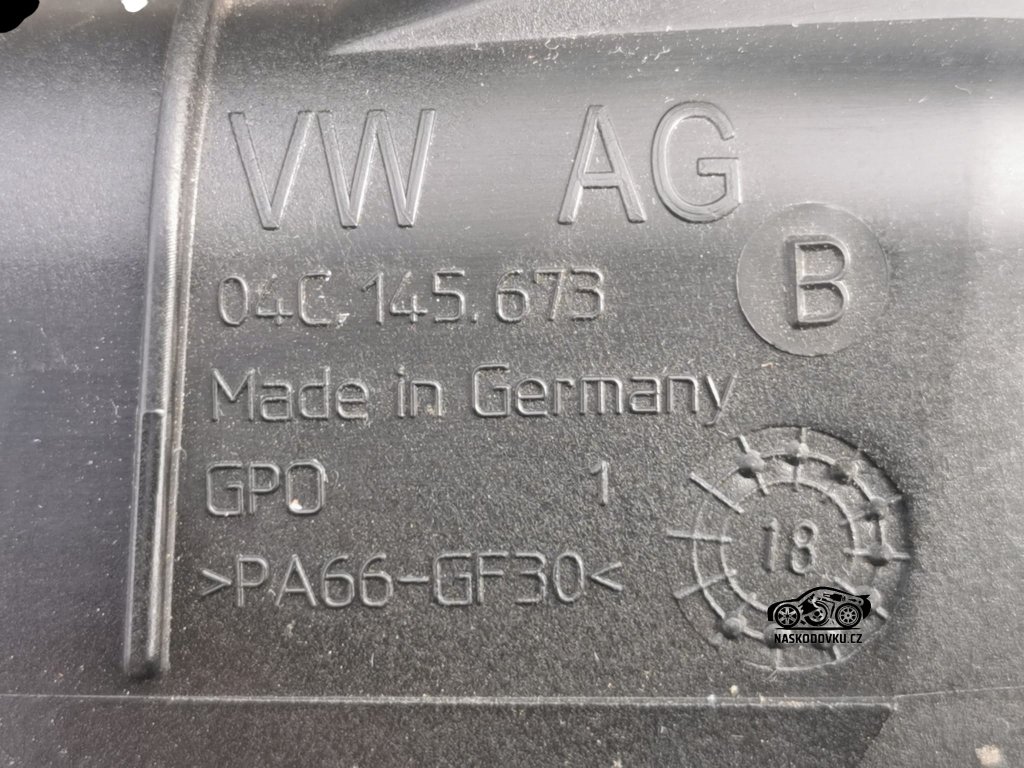 VW AG
04C.145.673 B
Made in Germany
GPO 1
>PA66-GF30<
18
NASKODOVKU.CZ